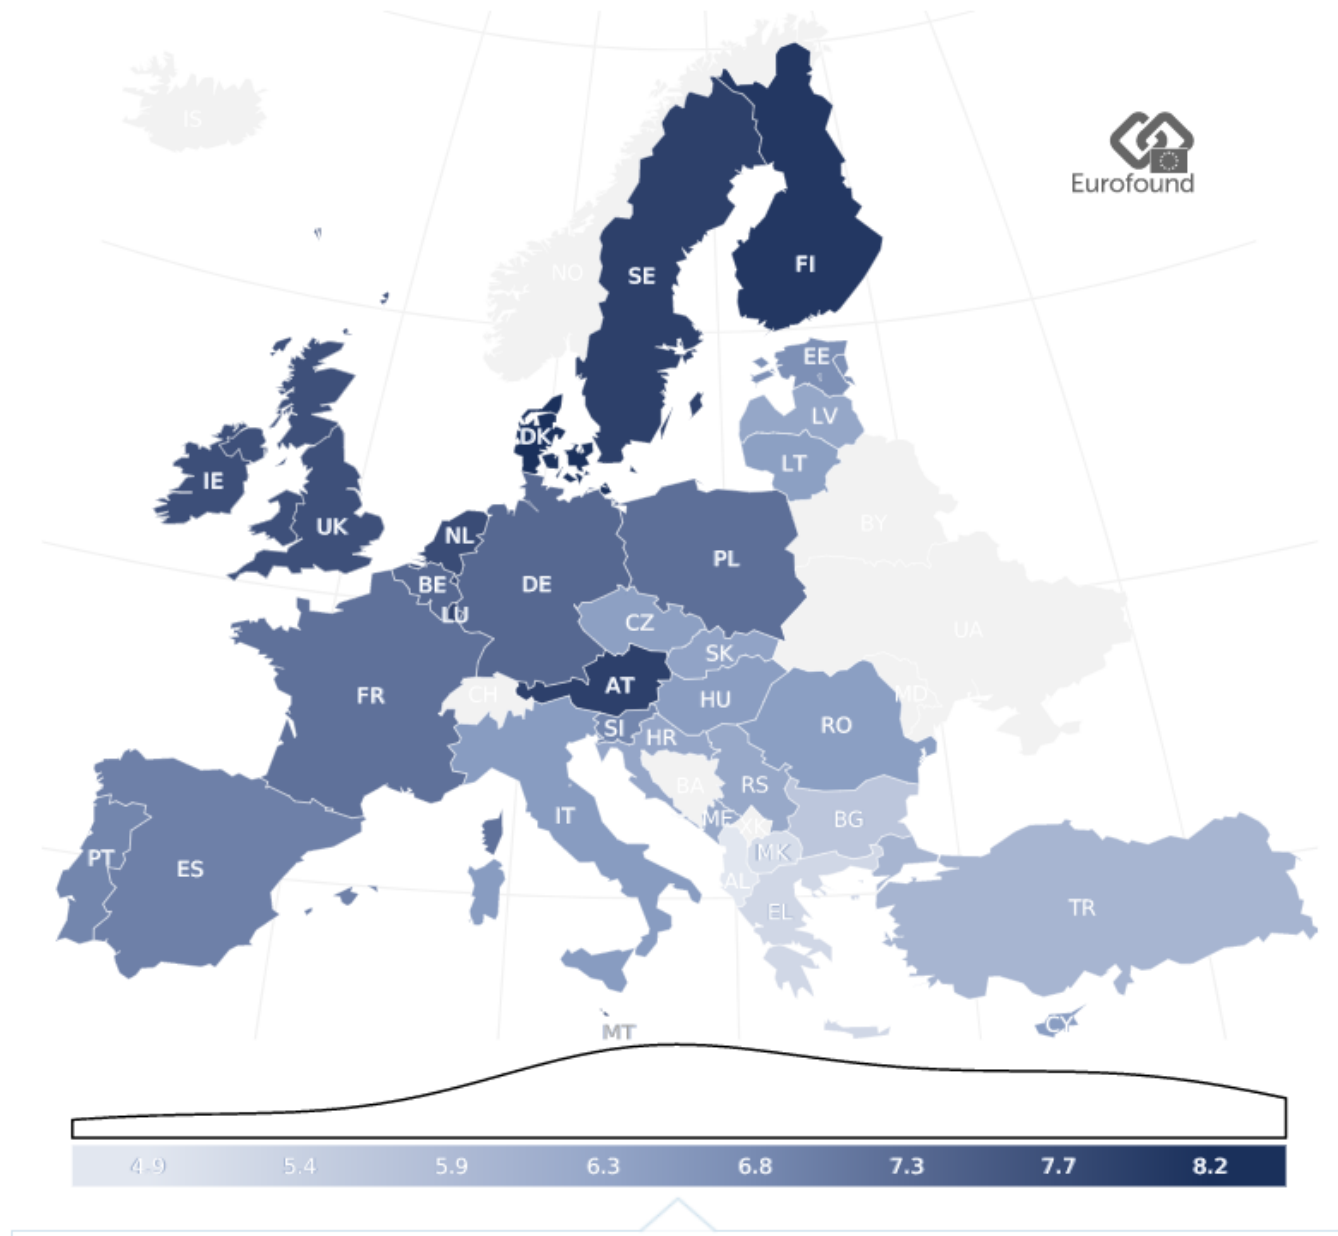 IS
Eurofound
NO
SE
FI
EE
LV
LT
DK
IE
UK
NL
BE
LU
DE
PL
BY
UA
CZ
SK
FR
CH
AT
HU
MD
SI
HR
RO
BA
RS
IT
ME
XK
BG
PT
ES
MK
AL
EL
TR
MT
CY
4.9 5.4 5.9 6.3 6.8 7.3 7.7 8.2